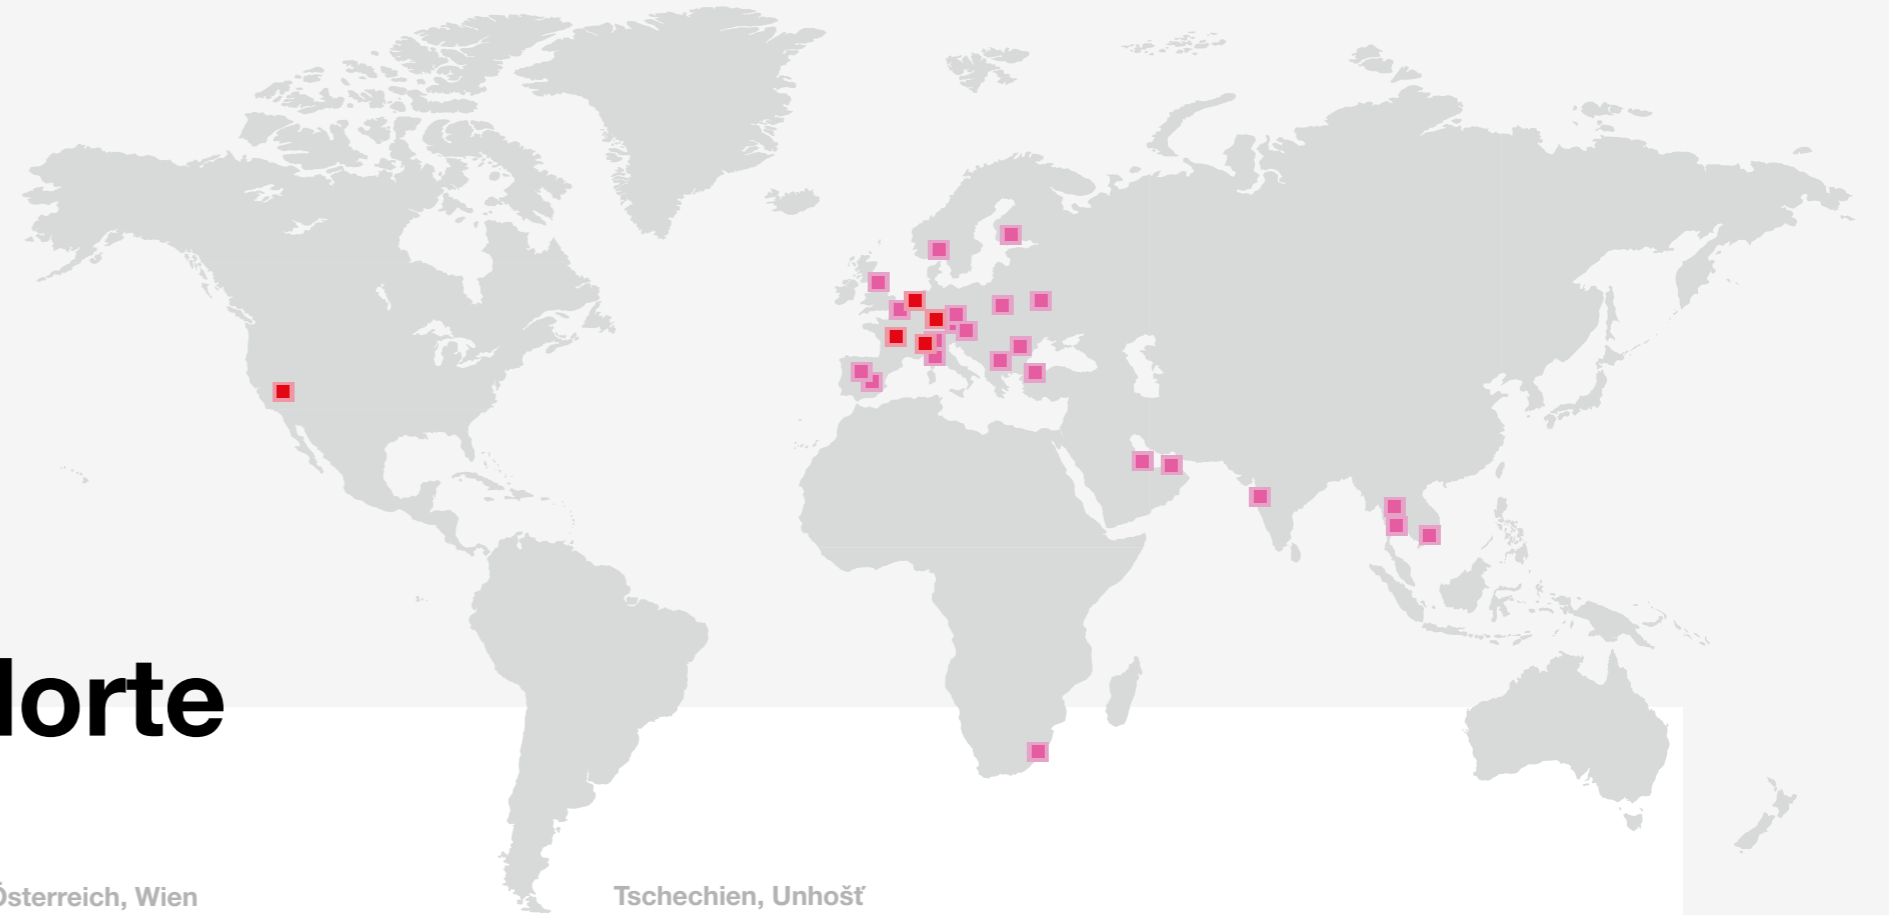 lorte
Österreich, Wien
Tschechien, Unhošť